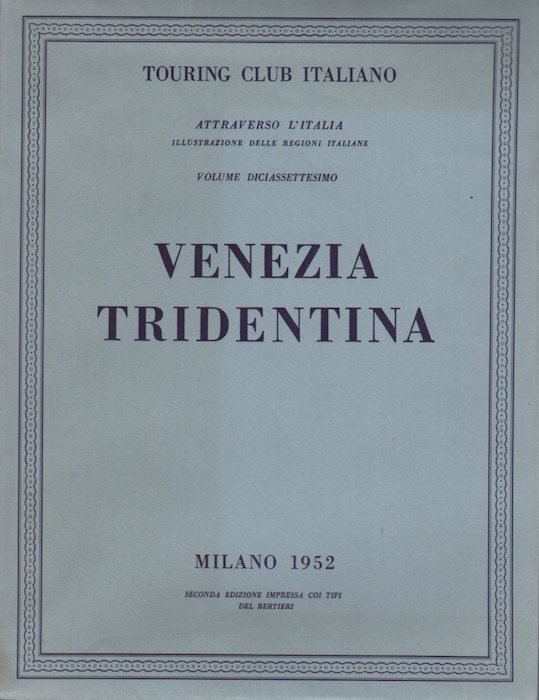 TOURING CLUB ITALIANO
ATTRAVERSO L'ITALIA
ILLUSTRAZIONE DELLE REGIONI ITALIANE
VOLUME DICIASSETTESIMO
VENEZIA
TRIDENTINA
MILANO 1952
SECONDA EDIZIONE IMPRESSA COI TIPI
DEL BERTIERI